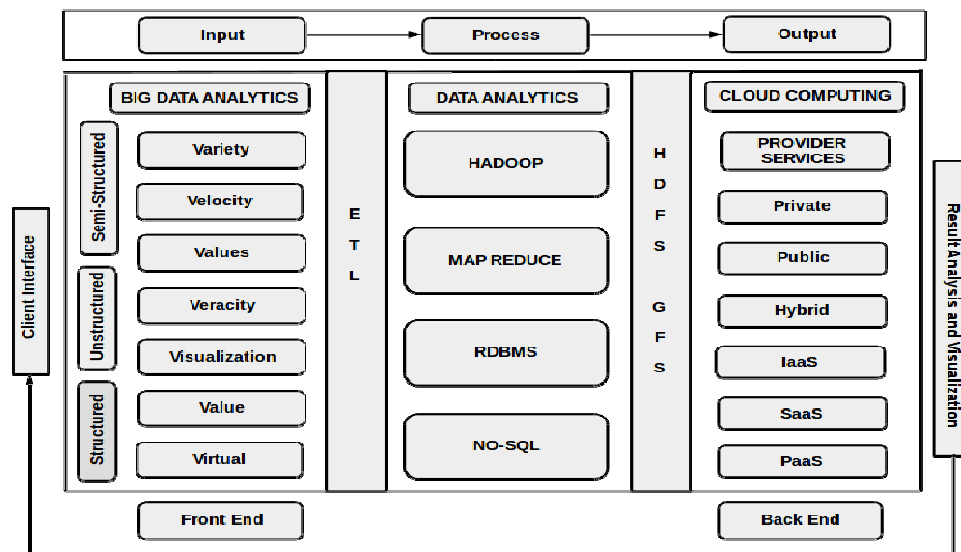 Input
Process
Output
BIG DATA ANALYTICS
DATA ANALYTICS
CLOUD COMPUTING
Client Interface
Semi-Structured
Unstructured
Structured
Variety
Velocity
Values
Veracity
Visualization
Value
Virtual
E
T
L
HADOOP
MAP REDUCE
RDBMS
NO-SQL
H
D
F
S
G
F
S
PROVIDER
SERVICES
Private
Public
Hybrid
IaaS
SaaS
PaaS
Result Analysis and Visualization
Front End
Back End